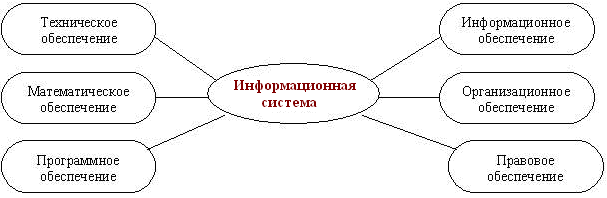 Техническое
обеспечение
Информационное
обеспечение
Математическое
обеспечение
Информационная
система
Организационное
обеспечение
Программное
обеспечение
Правовое
обеспечение